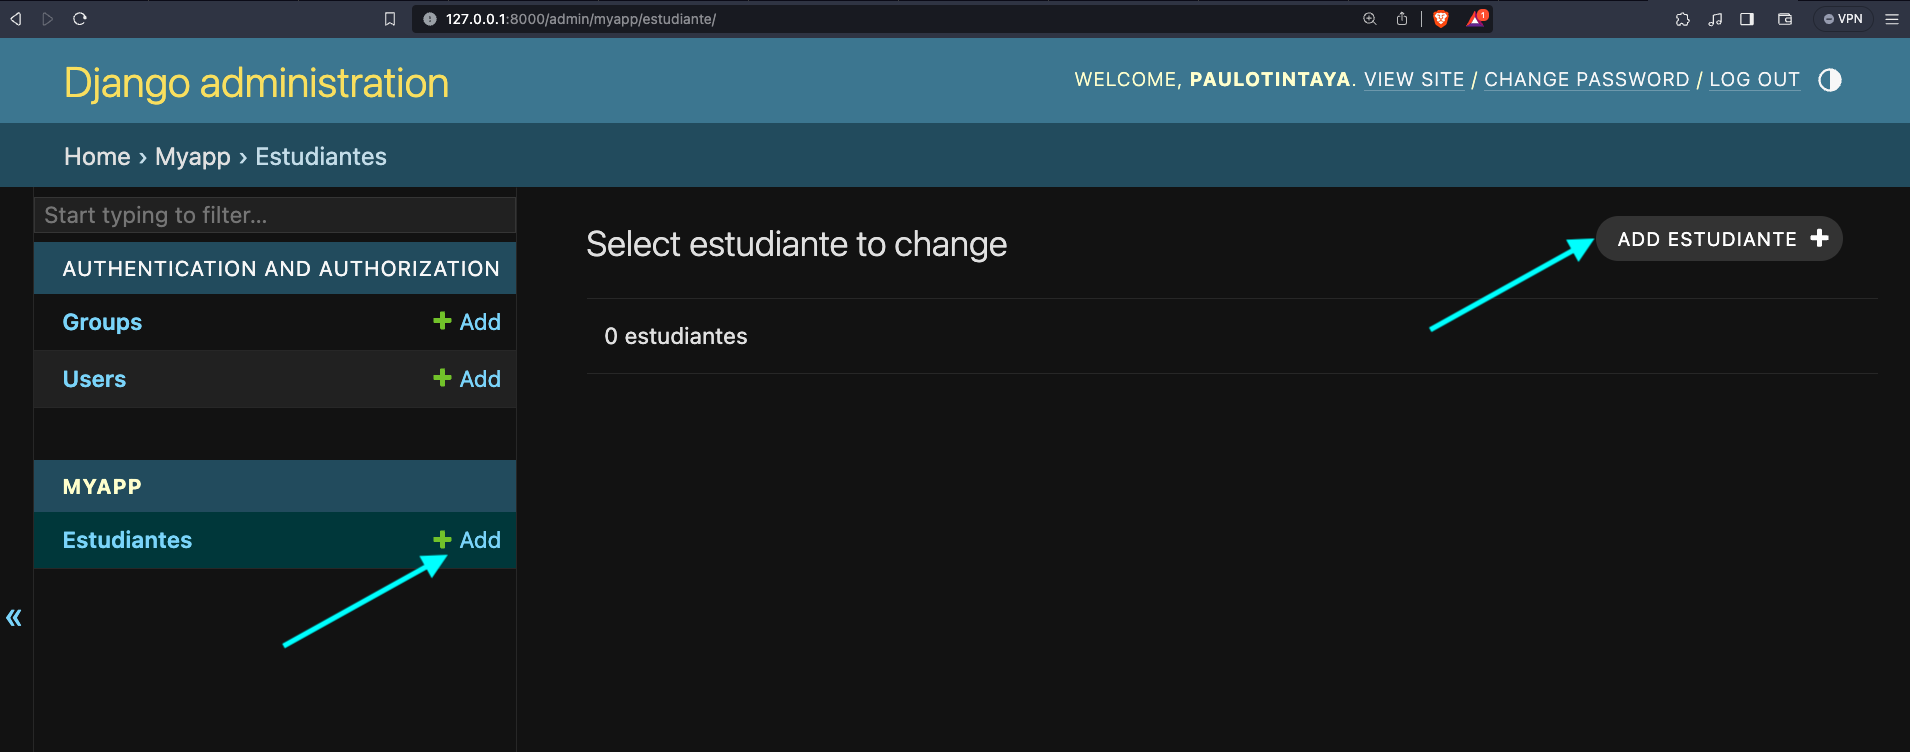 127.0.0.1:8000/admin/myapp/estudiante/
1
VPN
Django administration
WELCOME, PAULOTINTAYA. VIEW SITE / CHANGE PASSWORD / LOG OUT
Home › Myapp › Estudiantes
Start typing to filter...
AUTHENTICATION AND AUTHORIZATION
Groups + Add
Users + Add
MYAPP
Estudiantes + Add
«
Select estudiante to change
ADD ESTUDIANTE +
0 estudiantes